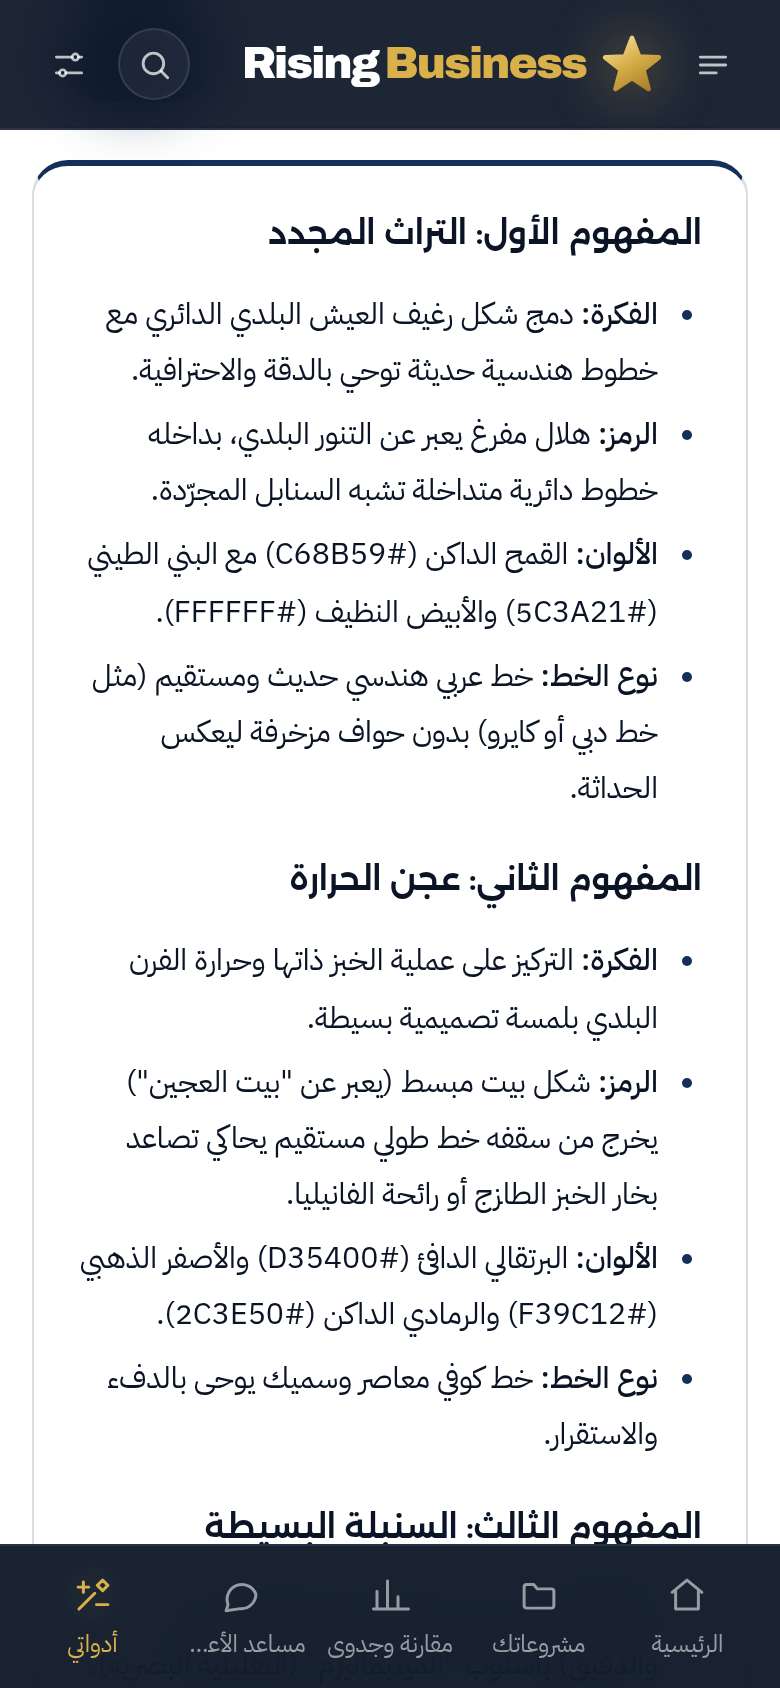 Rising Business
المفهوم الأول: التراث المجدد
الفكرة: دمج شكل رغيف العيش البلدي الدائري مع
خطوط هندسية حديثة توحي بالدقة والاحترافية.
الرمز: هلال مفرغ يعبر عن التنور البلدي، بداخله
خطوط دائرية متداخلة تشبه السنابل المجرّدة.
الألوان: القمح الداكن (#C68B59) مع البني الطيني
(#5C3A21) والأبيض النظيف (#FFFFFF).
نوع الخط: خط عربي هندسي حديث ومستقيم (مثل
خط دبي أو كايرو) بدون حواف مزخرفة ليعكس
الحداثة.
المفهوم الثاني: عجن الحرارة
الفكرة: التركيز على عملية الخبز ذاتها وحرارة الفرن
البلدي بلمسة تصميمية بسيطة.
الرمز: شكل بيت مبسط (يعبر عن "بيت العجين")
يخرج من سقفه خط طولي مستقيم يحاكي تصاعد
بخار الخبز الطازج أو رائحة الفانيليا.
الألوان: البرتقالي الدافئ (#D35400) والأصفر الذهبي
(#F39C12) والرمادي الداكن (#2C3E50).
نوع الخط: خط كوفي معاصر وسميك يوحى بالدفء
والاستقرار.
المفهوم الثالث: السنبلة البسيطة
الرئيسية
مشروعاتك
مقارنة وجدوى
مساعد الأع...
أدواتي